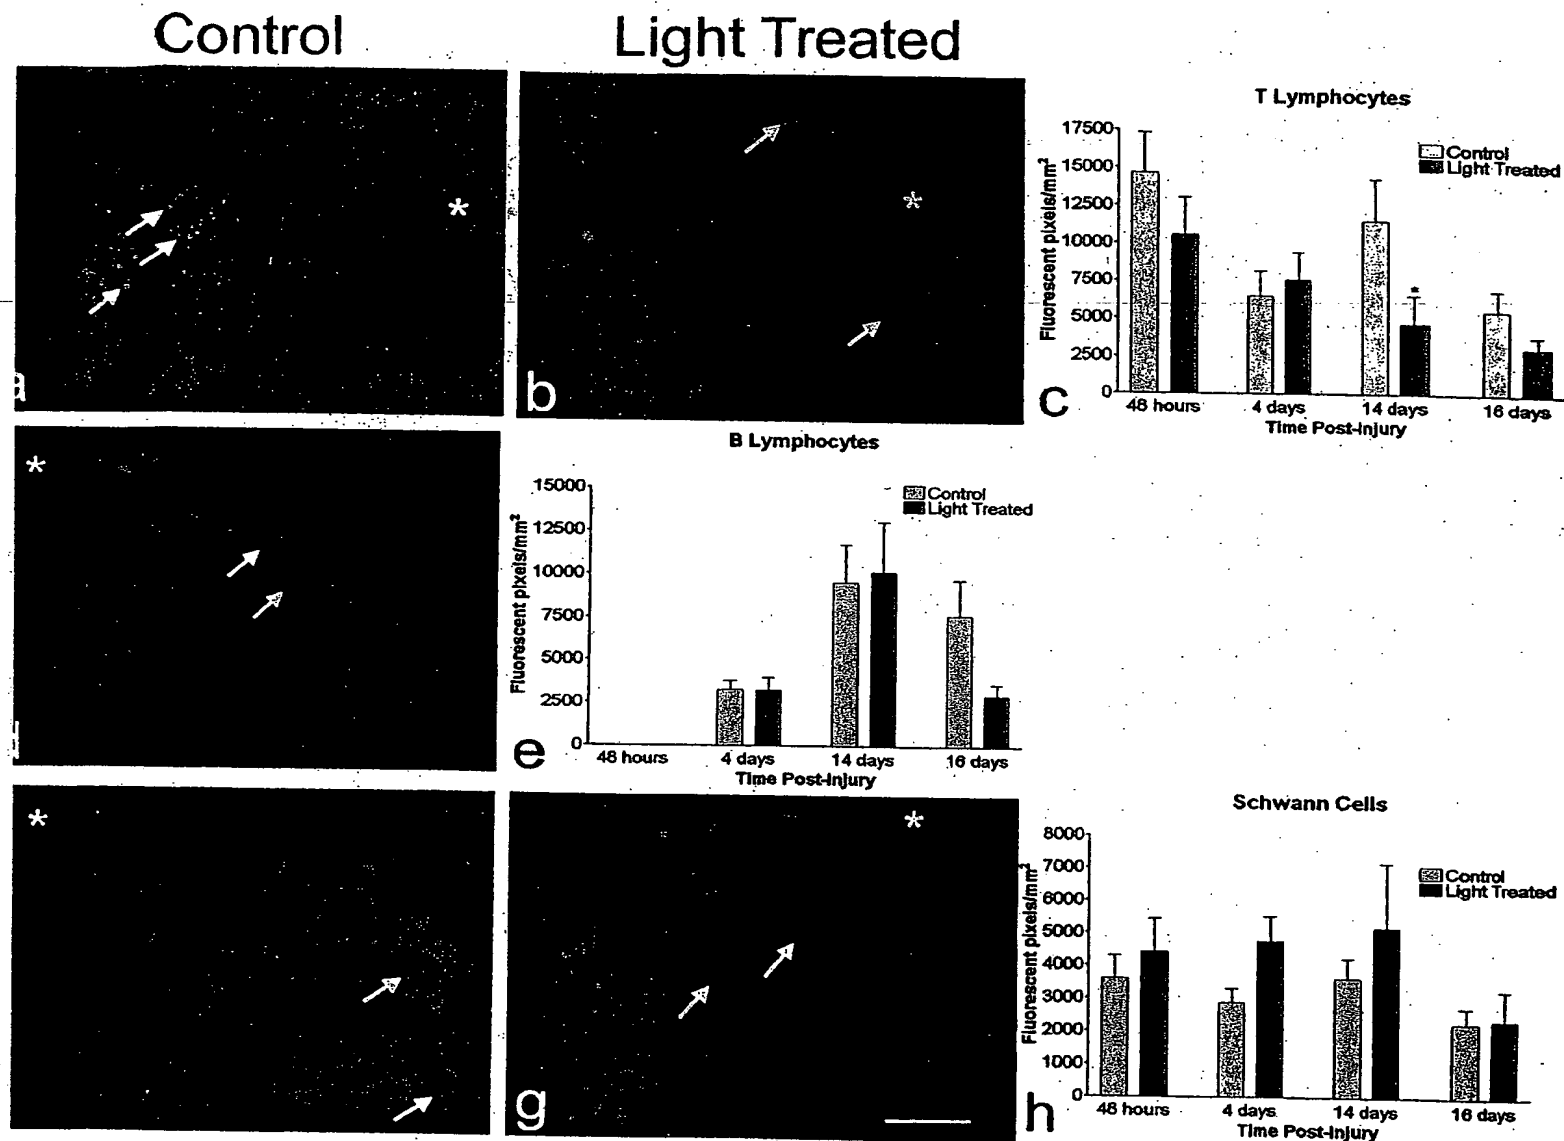 Control
Light Treated
*
*
a
b
T Lymphocytes
Fluorescent pixels/mm²
17500
15000
12500
10000
7500
5000
2500
0
Control
Light Treated
*
48 hours
4 days
14 days
16 days
Time Post-Injury
c
*
B Lymphocytes
Fluorescent pixels/mm²
15000
12500
10000
7500
5000
2500
0
Control
Light Treated
48 hours
4 days
14 days
16 days
Time Post-Injury
e
*
*
g
Schwann Cells
Fluorescent pixels/mm²
8000
7000
6000
5000
4000
3000
2000
1000
0
Control
Light Treated
48 hours
4 days
14 days
16 days
Time Post-Injury
h